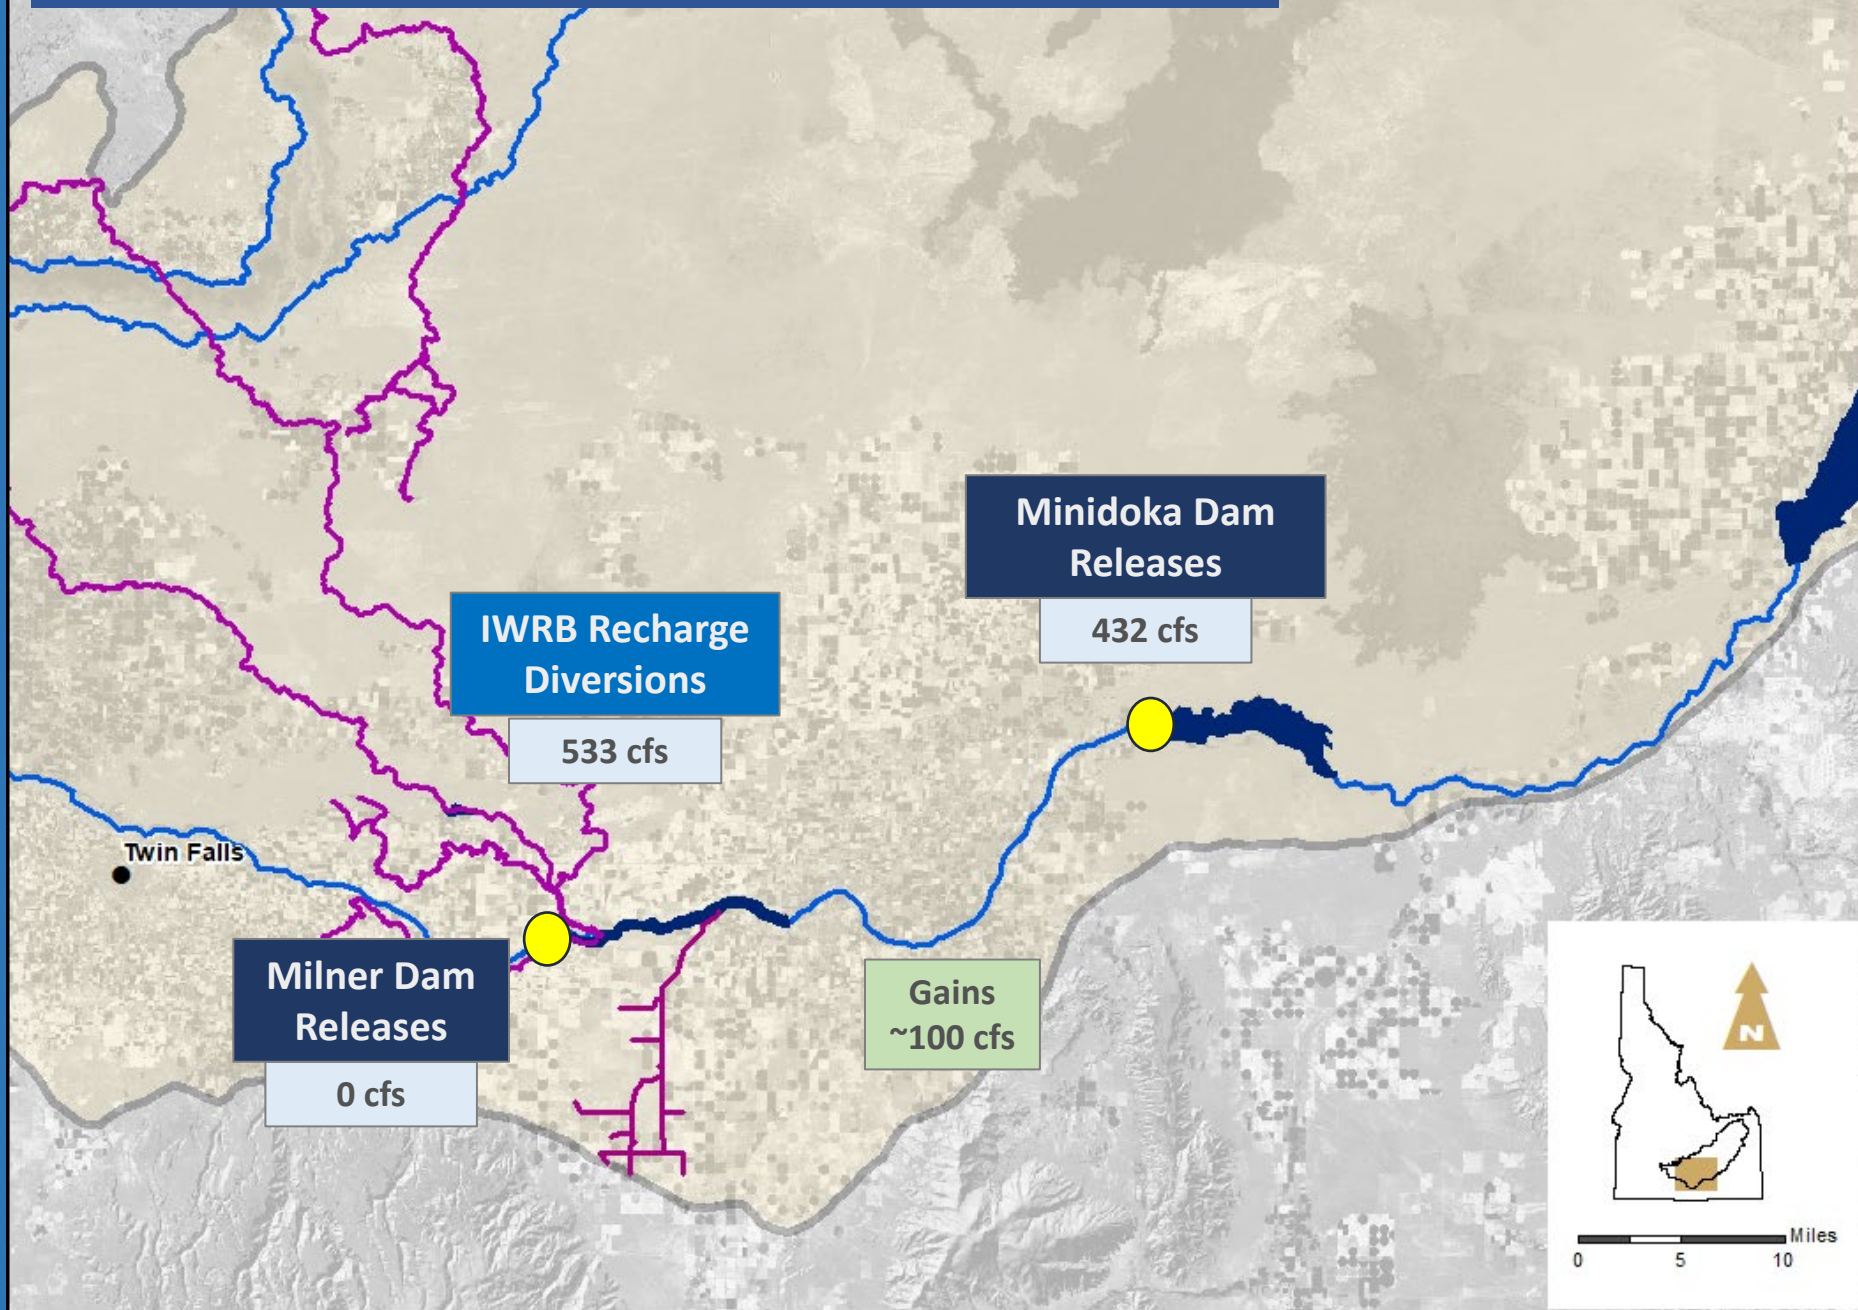 Minidoka Dam
Releases
432 cfs
IWRB Recharge
Diversions
533 cfs
Twin Falls
Milner Dam
Releases
0 cfs
Gains
~100 cfs
N
Miles
0 5 10